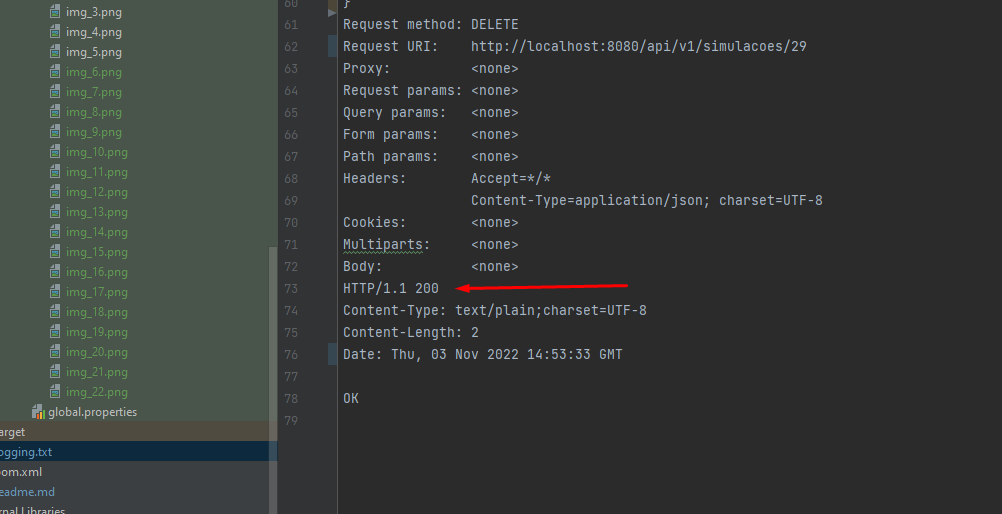 img_3.png
img_4.png
img_5.png
img_6.png
img_7.png
img_8.png
img_9.png
img_10.png
img_11.png
img_12.png
img_13.png
img_14.png
img_15.png
img_16.png
img_17.png
img_18.png
img_19.png
img_20.png
img_21.png
img_22.png
global.properties
arget
ogging.txt
om.xml
eadme.md
rnal Libraries
60 }
61 Request method: DELETE
62 Request URI: http://localhost:8080/api/v1/simulacoes/29
63 Proxy: <none>
64 Request params: <none>
65 Query params: <none>
66 Form params: <none>
67 Path params: <none>
68 Headers: Accept=*/*
69 Content-Type=application/json; charset=UTF-8
70 Cookies: <none>
71 Multiparts: <none>
72 Body: <none>
73 HTTP/1.1 200
74 Content-Type: text/plain;charset=UTF-8
75 Content-Length: 2
76 Date: Thu, 03 Nov 2022 14:53:33 GMT
77
78 OK
79